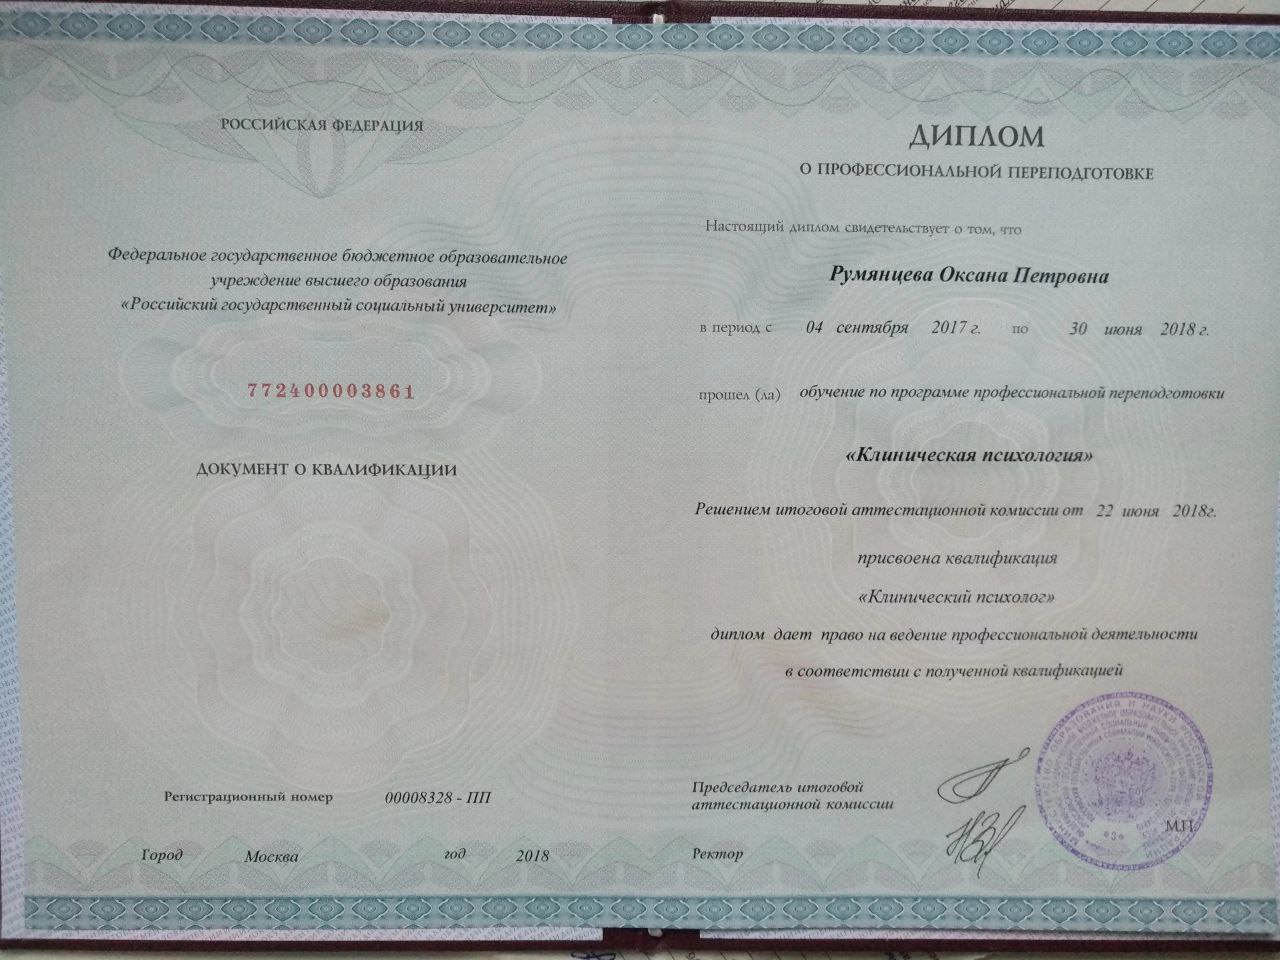 РОССИЙСКАЯ ФЕДЕРАЦИЯ
Федеральное государственное бюджетное образовательное
учреждение высшего образования
«Российский государственный социальный университет»
772400003861
ДОКУМЕНТ О КВАЛИФИКАЦИИ
Регистрационный номер 00008328 - ПП
Город Москва год 2018
ДИПЛОМ
О ПРОФЕССИОНАЛЬНОЙ ПЕРЕПОДГОТОВКЕ
Настоящий диплом свидетельствует о том, что
Румянцева Оксана Петровна
в период с 04 сентября 2017 г. по 30 июня 2018 г.
прошел (ла) обучение по программе профессиональной переподготовки
«Клиническая психология»
Решением итоговой аттестационной комиссии от 22 июня 2018г.
присвоена квалификация
«Клинический психолог»
диплом дает право на ведение профессиональной деятельности
в соответствии с полученной квалификацией
Председатель итоговой
аттестационной комиссии
Ректор
М.П.